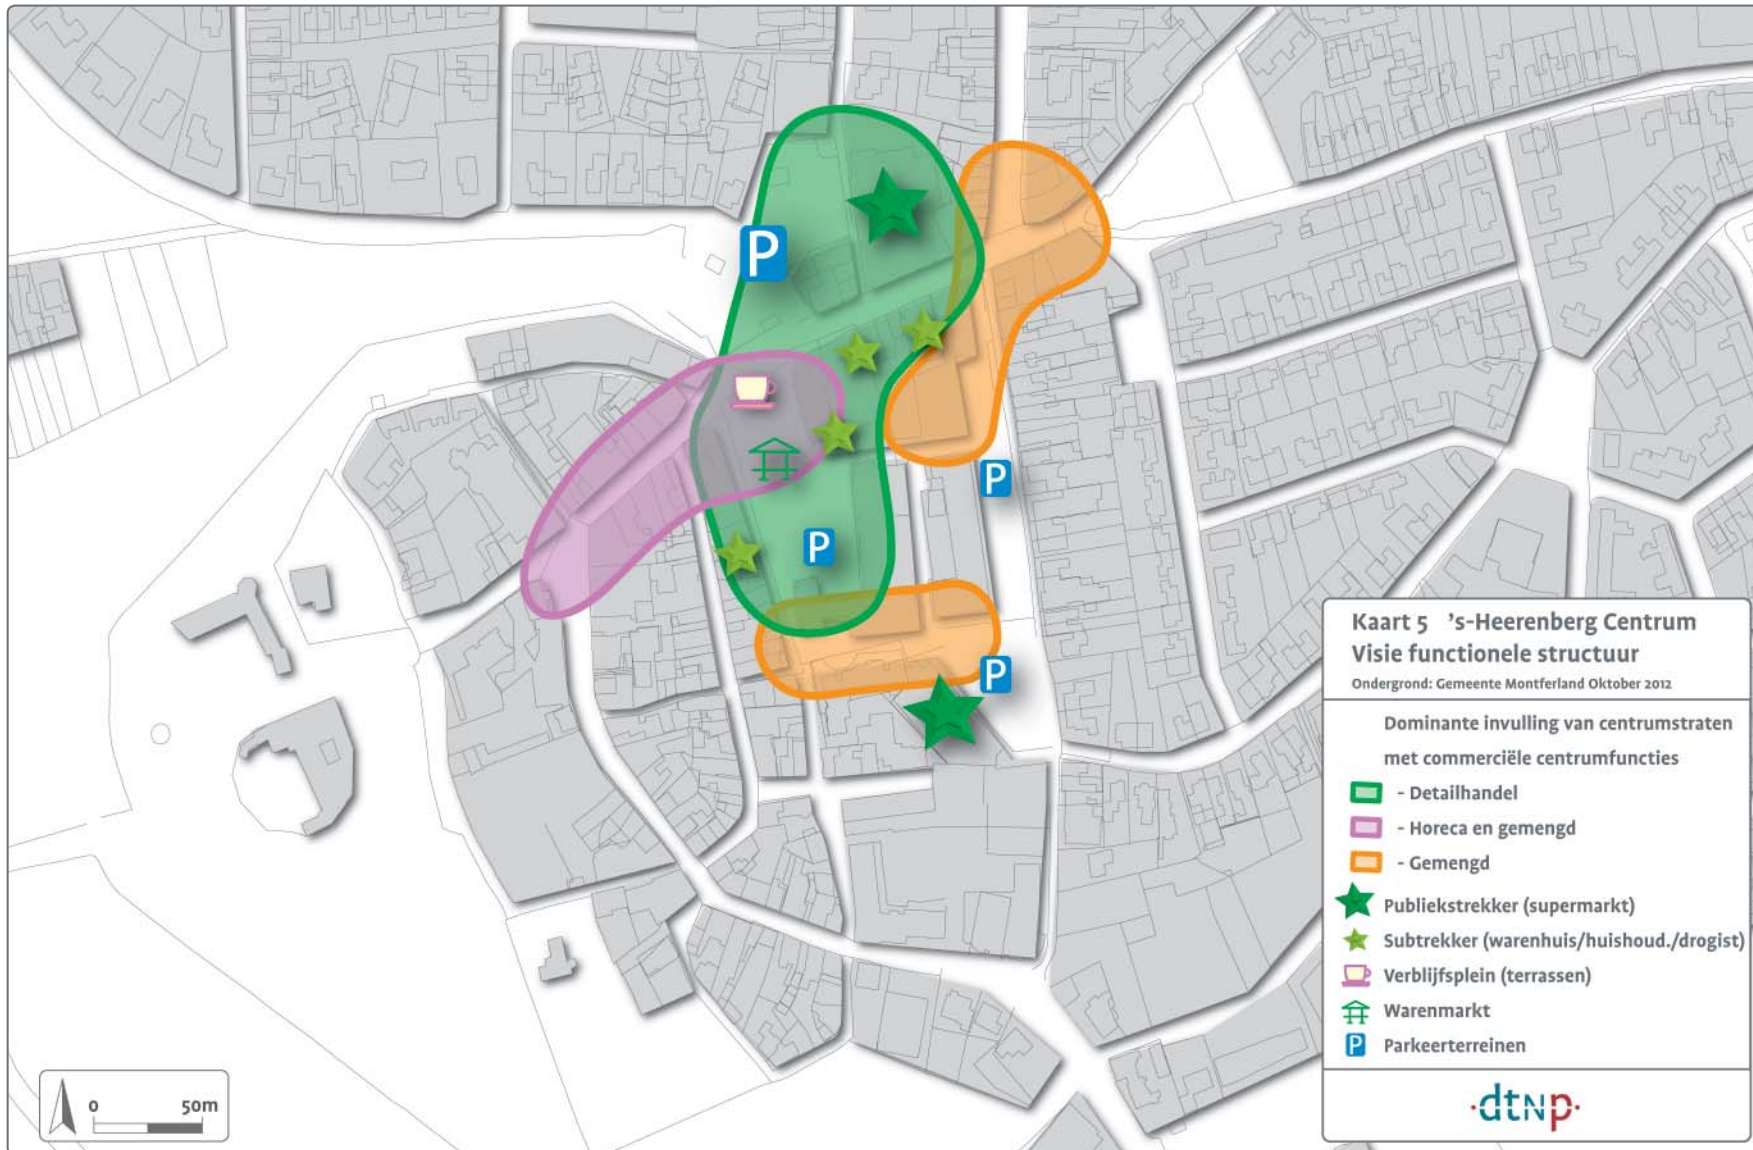 P
P
P
P
Kaart 5 's-Heerenberg Centrum
Visie functionele structuur
Ondergrond: Gemeente Montferland Oktober 2012
Dominante invulling van centrumstraten
met commerciële centrumfuncties
- Detailhandel
- Horeca en gemengd
- Gemengd
Publiekstrekker (supermarkt)
Subtrekker (warenhuis/huishoud./drogist)
Verblijfsplein (terrassen)
Warenmarkt
P Parkeerterreinen
0 50m
·dtNp·